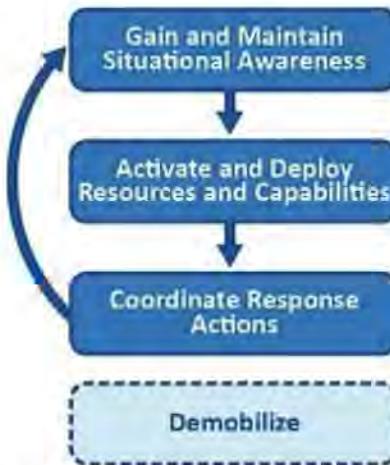 Gain and Maintain
Situational Awareness
Activate and Deploy
Resources and Capabilities
Coordinate Response
Actions
Demobilize